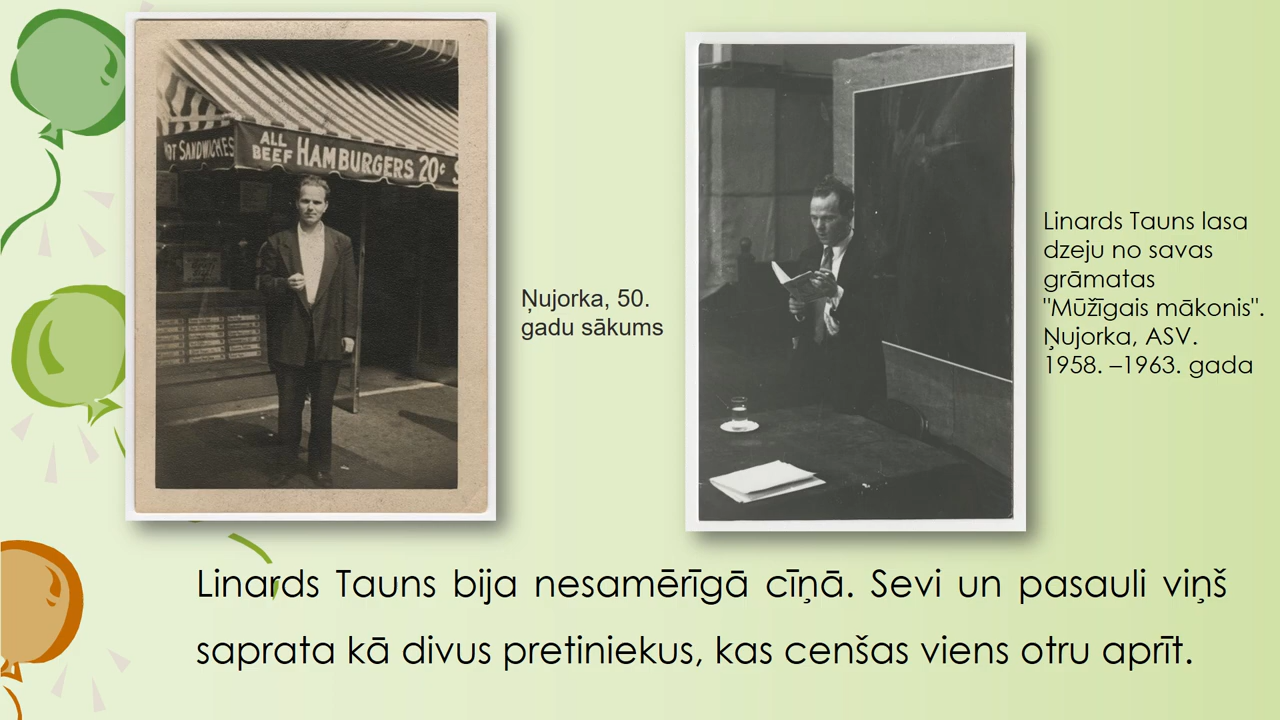 OT SANDWICHES
ALL
BEEF HAMBURGERS 20¢
Ņujorka, 50.
gadu sākums
Linards Tauns lasa
dzeju no savas
grāmatas
"Mūžīgais mākonis".
Ņujorka, ASV.
1958. –1963. gada
Linards Tauns bija nesamērīgā cīņā. Sevi un pasauli viņš
saprata kā divus pretiniekus, kas cenšas viens otru aprīt.